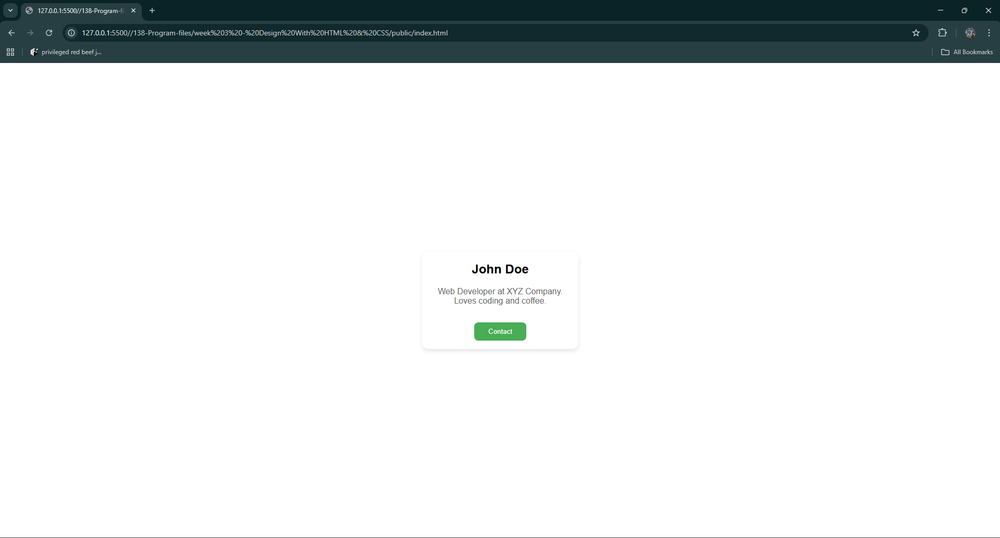 127.0.0.1:5500//138-Program-fi
127.0.0.1:5500//138-Program-files/week%203%20-%20Design%20With%20HTML%20&%20CSS/public/index.html
privileged red beef j...
All Bookmarks
John Doe
Web Developer at XYZ Company.
Loves coding and coffee.
Contact